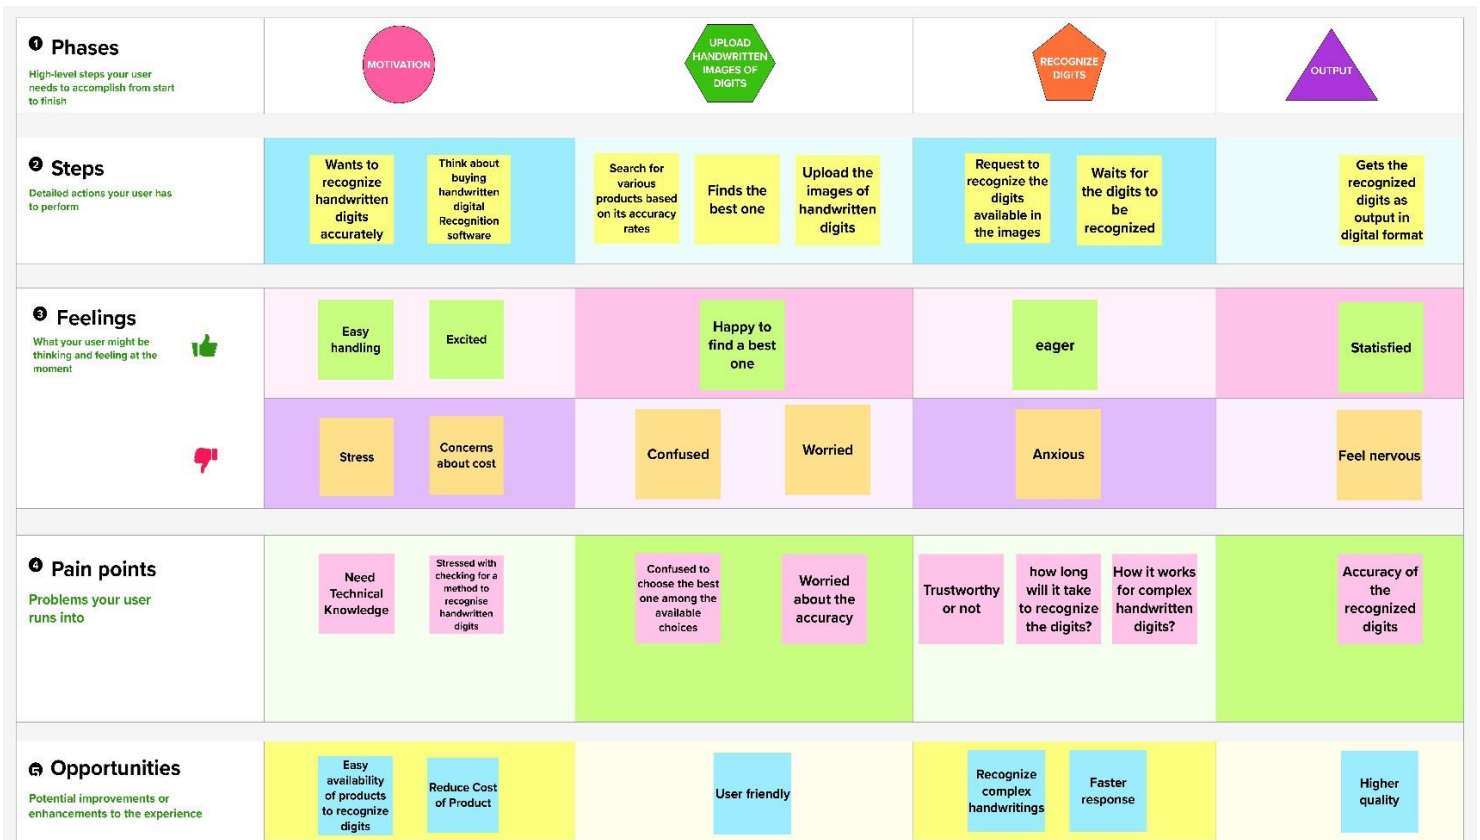 1 Phases
High-level steps your user
needs to accomplish from start
to finish
MOTIVATION
UPLOAD
HANDWRITTEN
IMAGES OF
DIGITS
RECOGNIZE
DIGITS
OUTPUT
2 Steps
Detailed actions your user has
to perform
Wants to
recognize
handwritten
digits
accurately
Think about
buying
handwritten
digital
Recognition
software
Search for
various
products based
on its accuracy
rates
Finds the
best one
Upload the
images of
handwritten
digits
Request to
recognize the
digits
available in
the images
Waits for
the digits to
be
recognized
Gets the
recognized
digits as
output in
digital format
3 Feelings
What your user might be
thinking and feeling at the
moment
Easy
handling
Excited
Happy to
find a best
one
eager
Statisfied
Stress
Concerns
about cost
Confused
Worried
Anxious
Feel nervous
4 Pain points
Problems your user
runs into
Need
Technical
Knowledge
Stressed with
checking for a
method to
recognise
handwritten
digits
Confused to
choose the best
one among the
available
choices
Worried
about the
accuracy
Trustworthy
or not
how long
will it take
to recognize
the digits?
How it works
for complex
handwritten
digits?
Accuracy of
the
recognized
digits
5 Opportunities
Potential improvements or
enhancements to the experience
Easy
availability
of products
to recognize
digits
Reduce Cost
of Product
User friendly
Recognize
complex
handwritings
Faster
response
Higher
quality